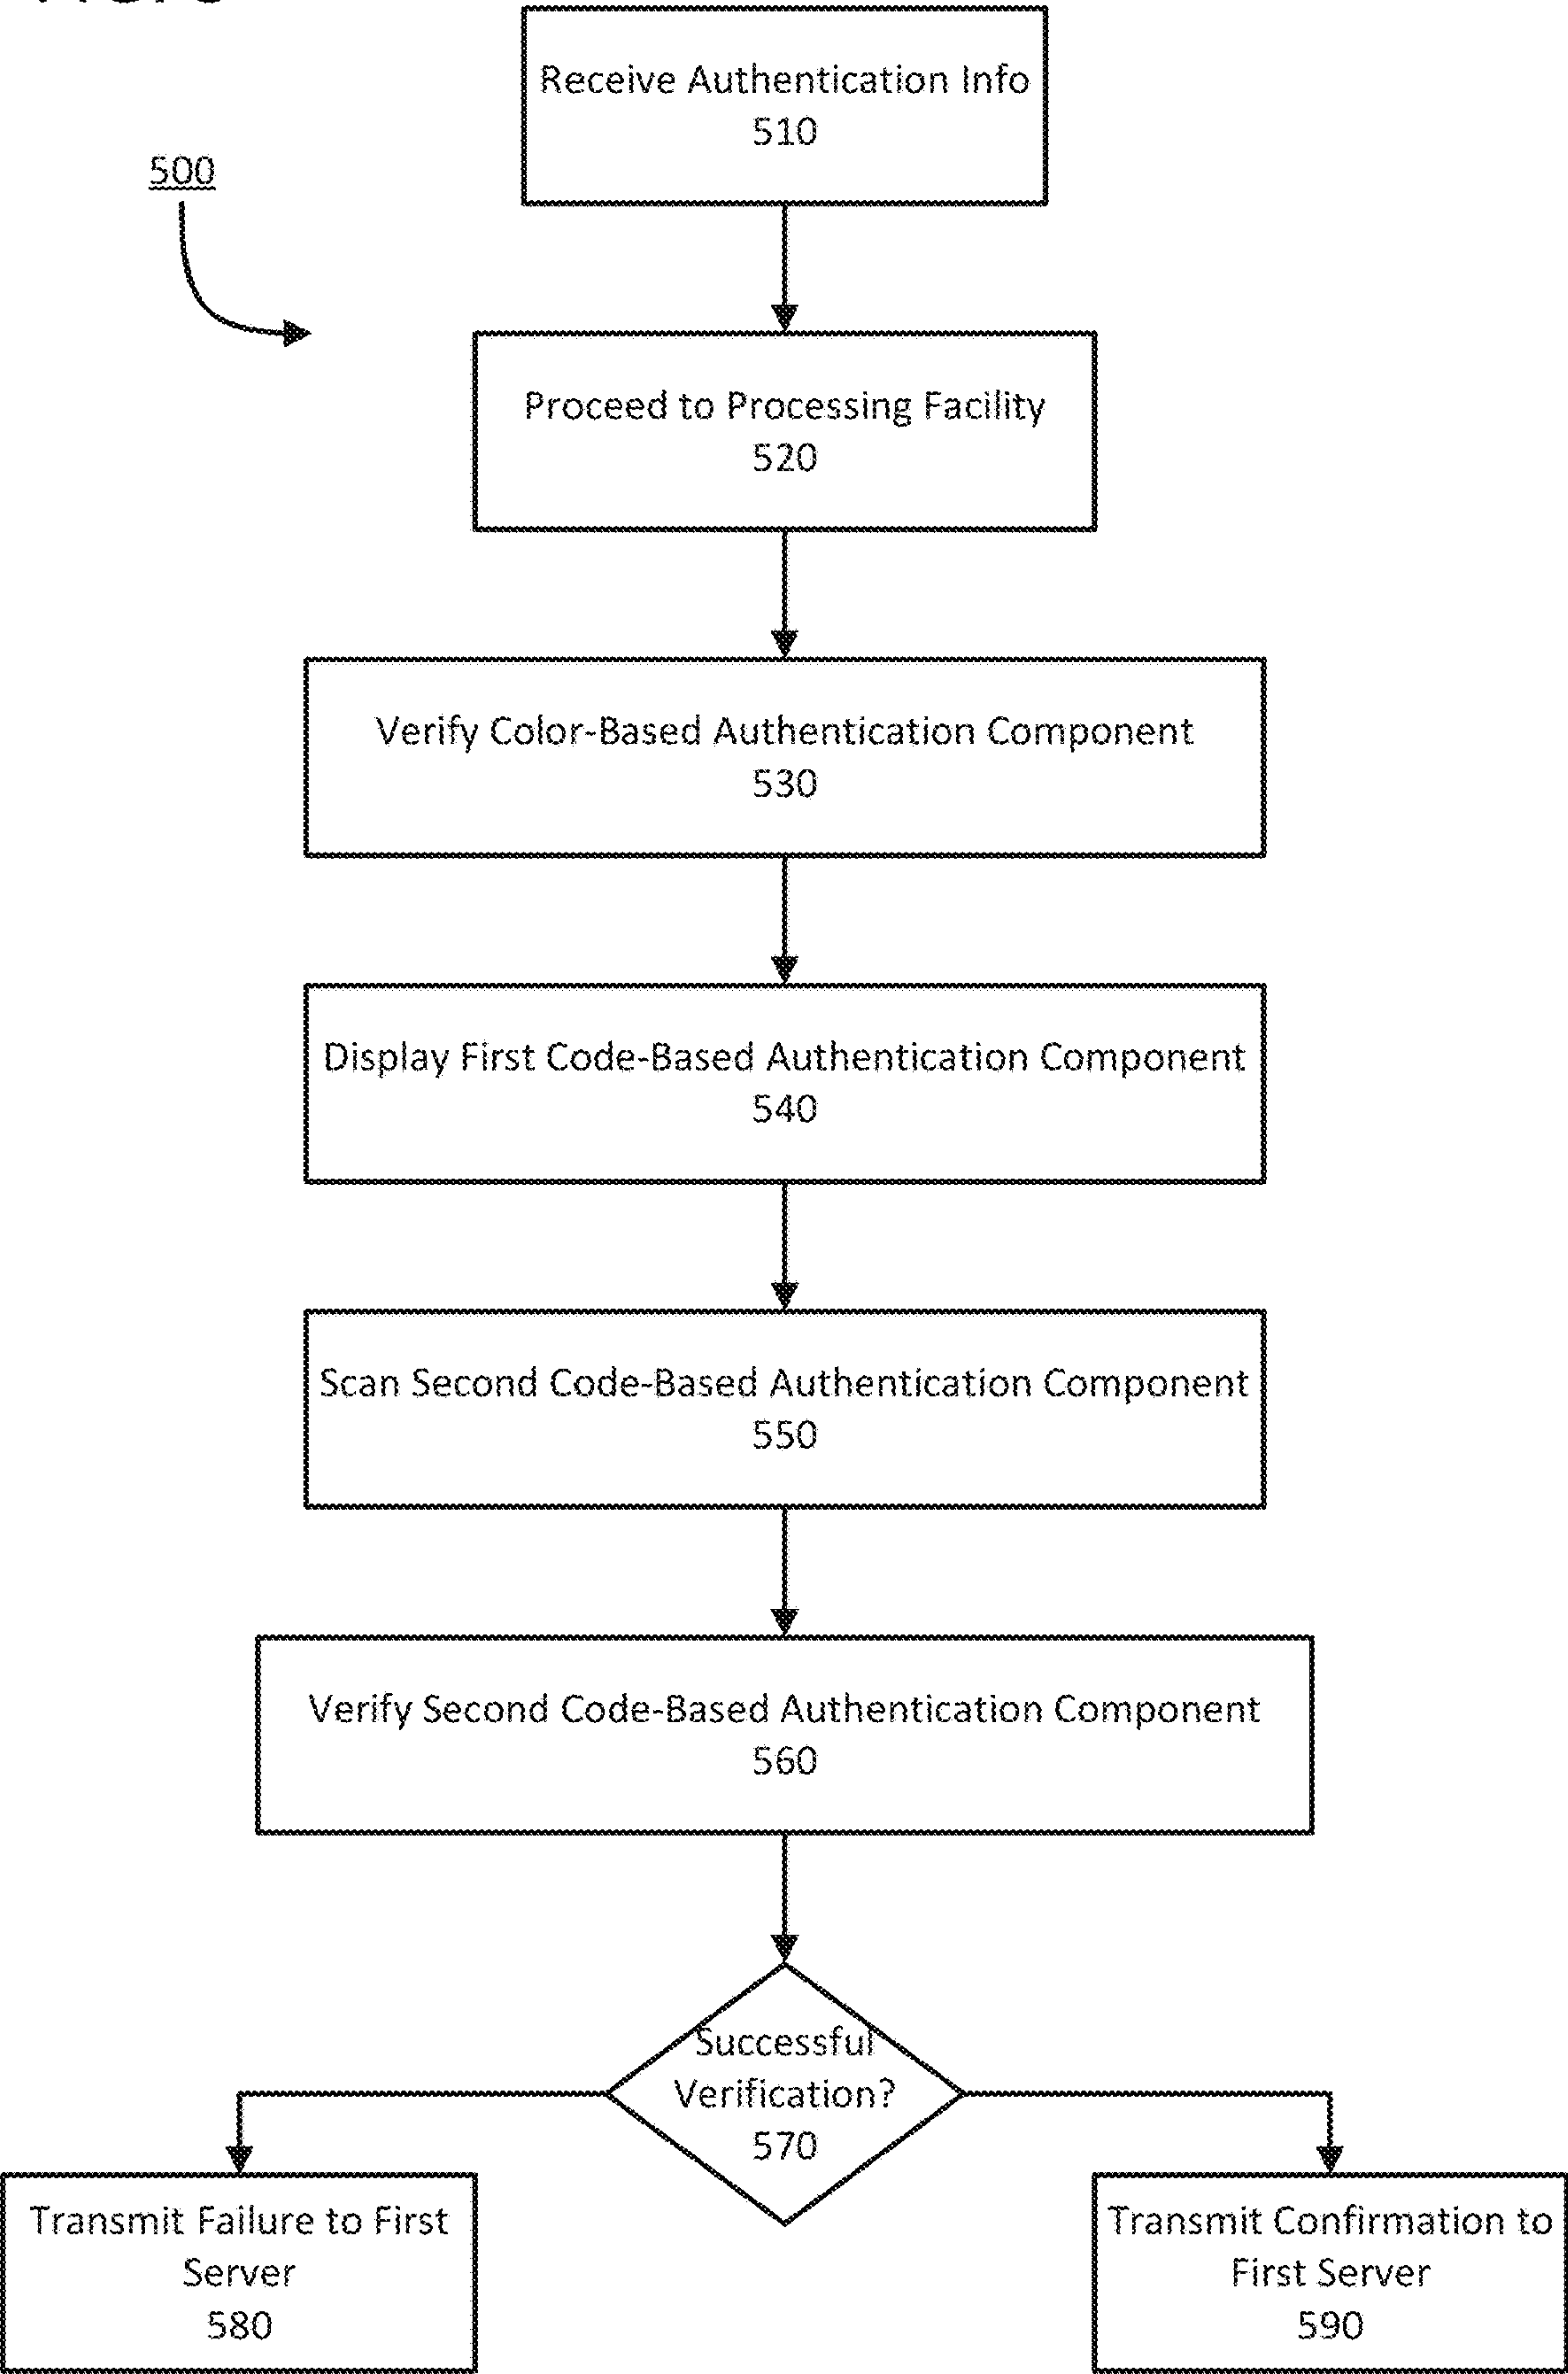 Receive Authentication Info
510
500
Proceed to Processing Facility
520
Verify Color-Based Authentication Component
530
Display First Code-Based Authentication Component
540
Scan Second Code-Based Authentication Component
550
Verify Second Code-Based Authentication Component
560
Successful
Verification?
570
Transmit Failure to First
Server
580
Transmit Confirmation to
First Server
590